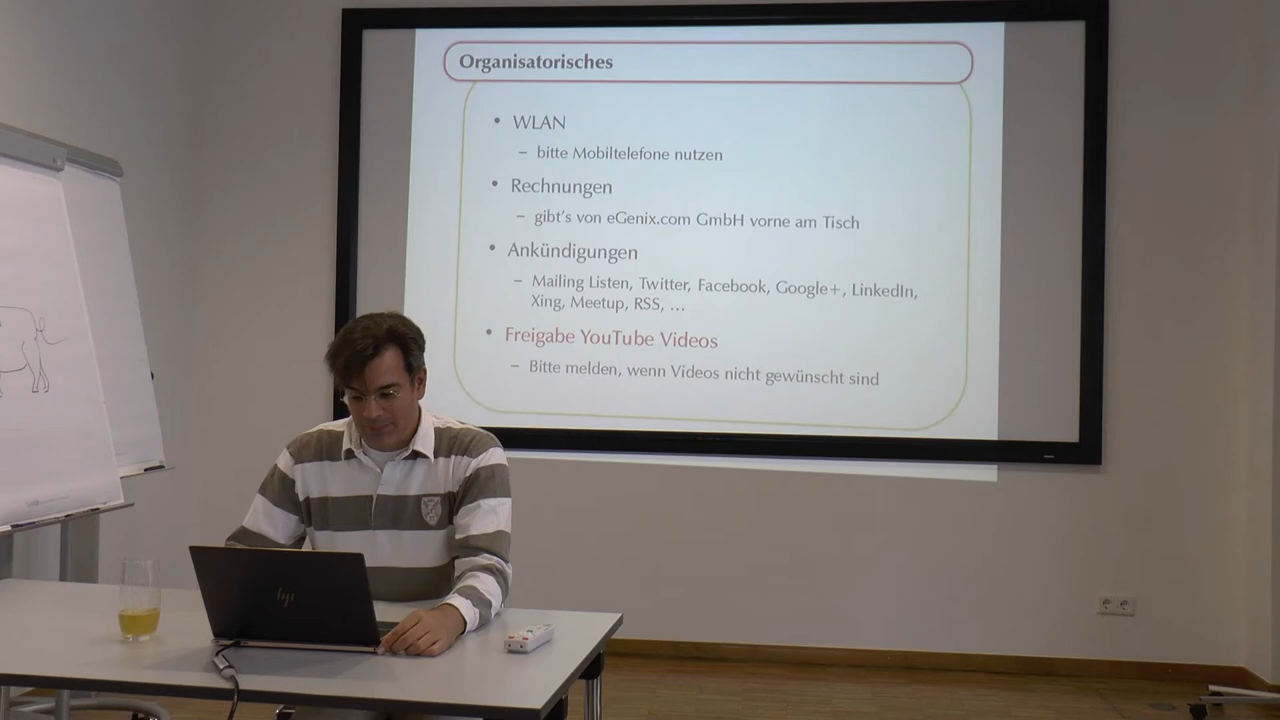 Organisatorisches
• WLAN
– bitte Mobiltelefone nutzen
• Rechnungen
– gibt's von eGenix.com GmbH vorne am Tisch
• Ankündigungen
– Mailing Listen, Twitter, Facebook, Google+, LinkedIn,
Xing, Meetup, RSS, …
• Freigabe YouTube Videos
– Bitte melden, wenn Videos nicht gewünscht sind
hp